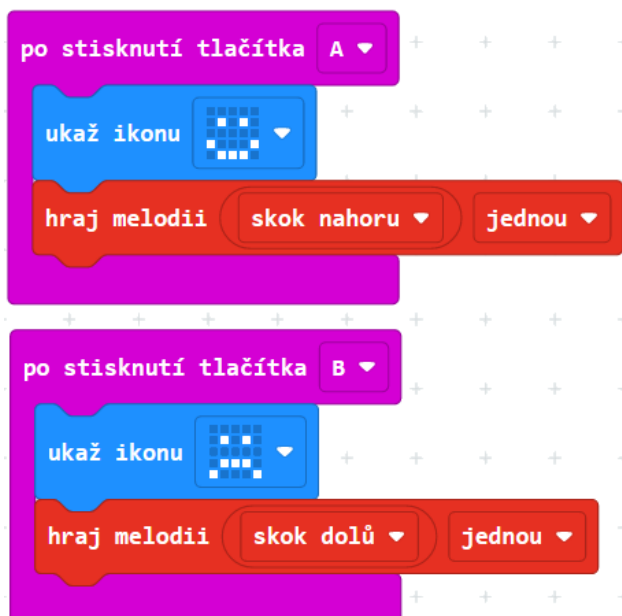 po stisknutí tlačítka A
ukaž ikonu
hraj melodii skok nahoru jednou
po stisknutí tlačítka B
ukaž ikonu
hraj melodii skok dolů jednou